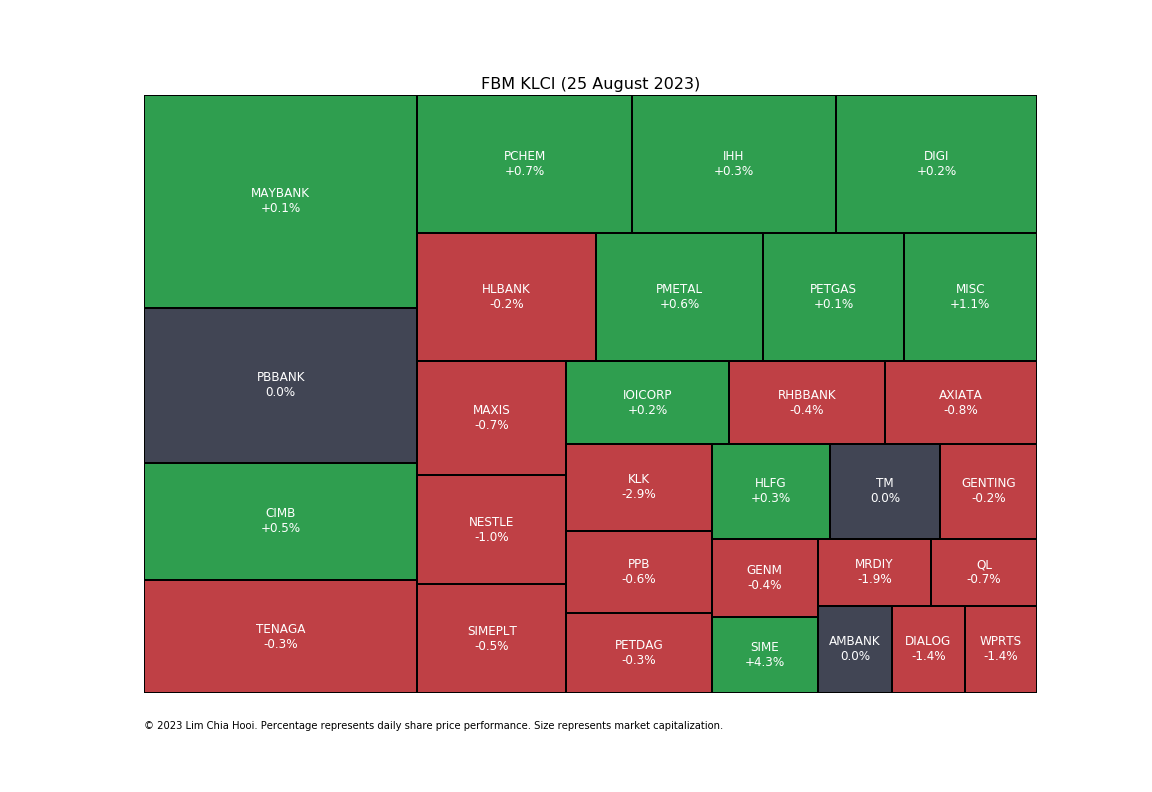 FBM KLCI (25 August 2023)
MAYBANK
+0.1%
PCHEM
+0.7%
IHH
+0.3%
DIGI
+0.2%
HLBANK
-0.2%
PMETAL
+0.6%
PETGAS
+0.1%
MISC
+1.1%
PBBANK
0.0%
MAXIS
-0.7%
IOICORP
+0.2%
RHBBANK
-0.4%
AXIATA
-0.8%
KLK
-2.9%
HLFG
+0.3%
TM
0.0%
GENTING
-0.2%
CIMB
+0.5%
NESTLE
-1.0%
PPB
-0.6%
GENM
-0.4%
MRDIY
-1.9%
QL
-0.7%
TENAGA
-0.3%
SIMEPLT
-0.5%
PETDAG
-0.3%
SIME
+4.3%
AMBANK
0.0%
DIALOG
-1.4%
WPRTS
-1.4%
© 2023 Lim Chia Hooi. Percentage represents daily share price performance. Size represents market capitalization.